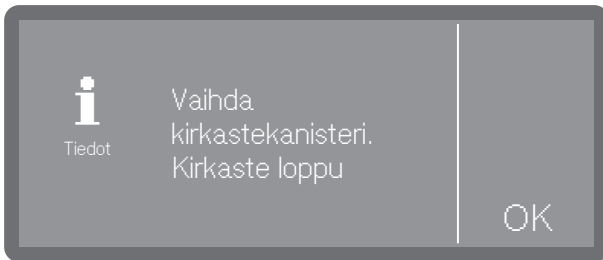 Tiedot
Vaihda
kirkastekanisteri.
Kirkaste loppu
OK